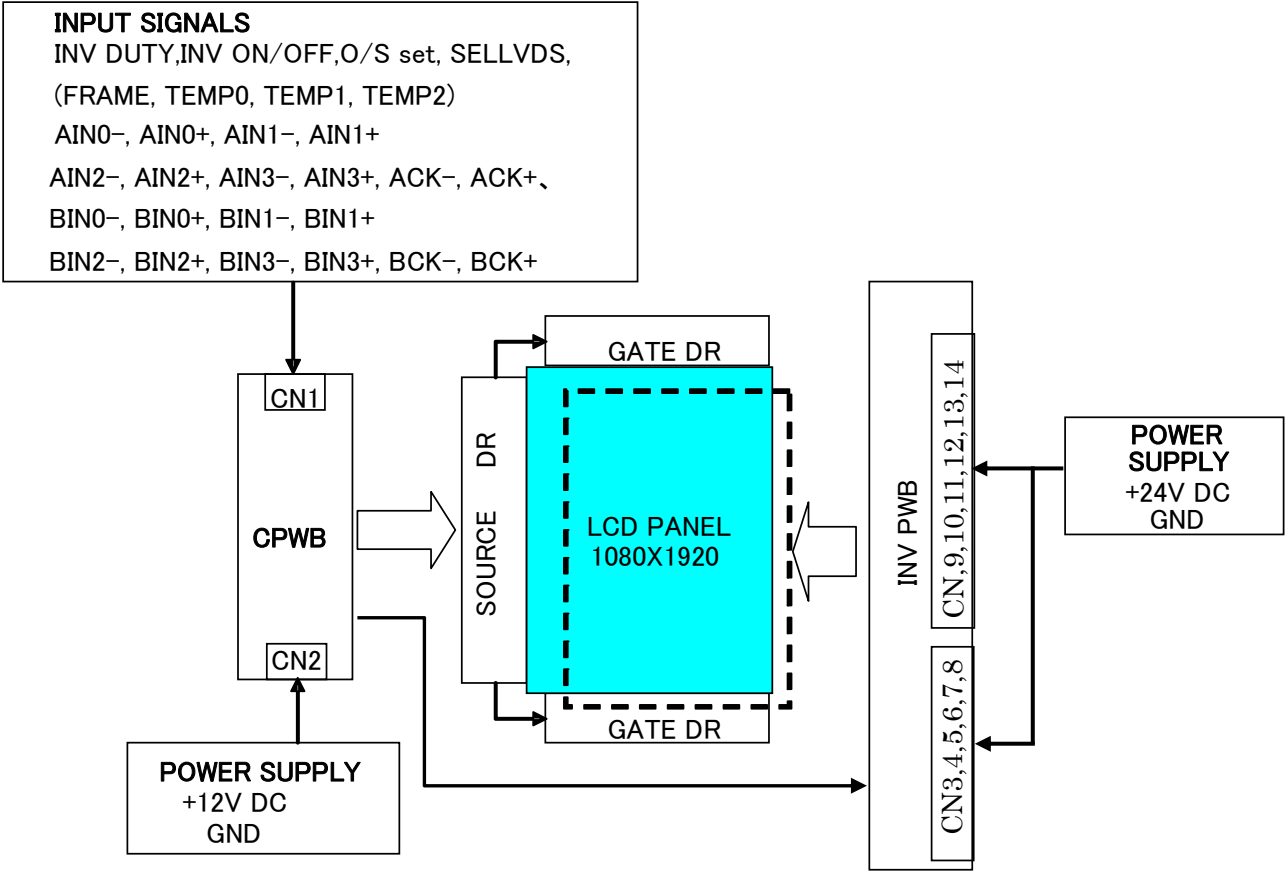 INPUT SIGNALS
INV DUTY,INV ON/OFF,O/S set, SELLVDS,
(FRAME, TEMP0, TEMP1, TEMP2)
AIN0−, AIN0+, AIN1−, AIN1+
AIN2−, AIN2+, AIN3−, AIN3+, ACK−, ACK+、
BIN0−, BIN0+, BIN1−, BIN1+
BIN2−, BIN2+, BIN3−, BIN3+, BCK−, BCK+
CN1
CPWB
CN2
POWER SUPPLY
+12V DC
GND
SOURCE DR
GATE DR
LCD PANEL
1080X1920
GATE DR
INV PWB
CN,9,10,11,12,13,14
CN3,4,5,6,7,8
POWER
SUPPLY
+24V DC
GND